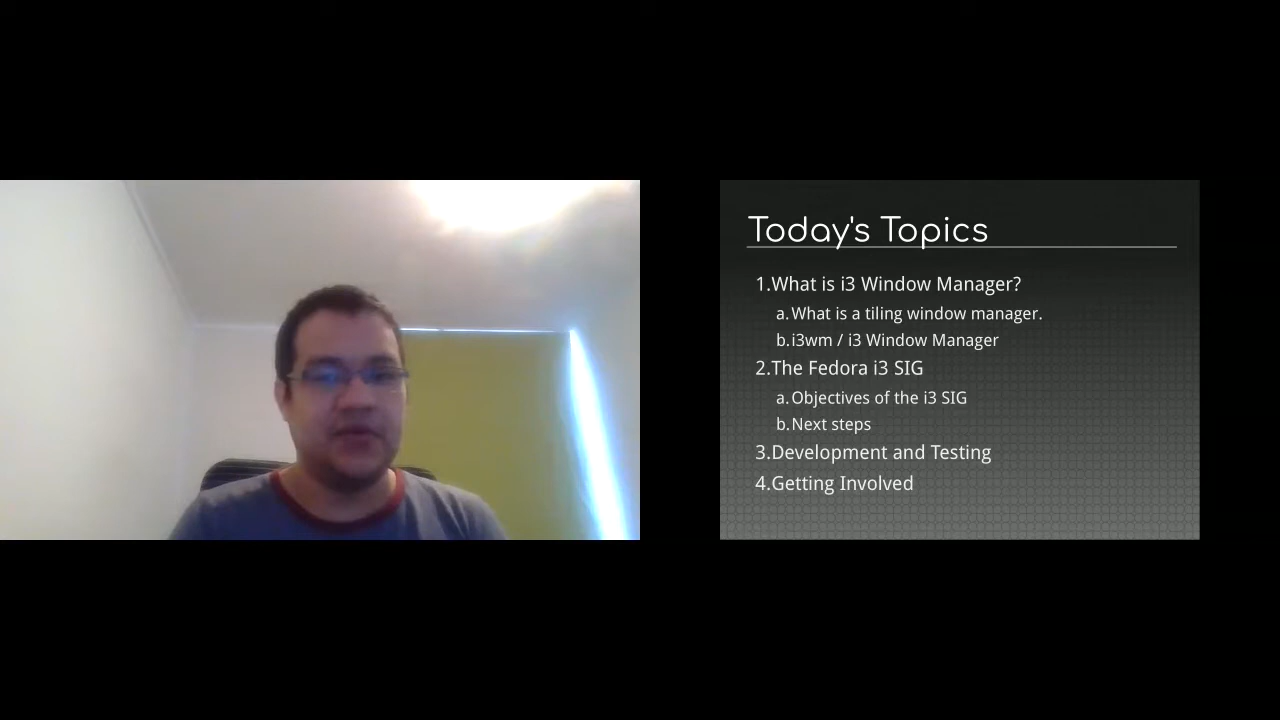 Today's Topics
1.What is i3 Window Manager?
a.What is a tiling window manager.
b.i3wm / i3 Window Manager
2.The Fedora i3 SIG
a.Objectives of the i3 SIG
b.Next steps
3.Development and Testing
4.Getting Involved